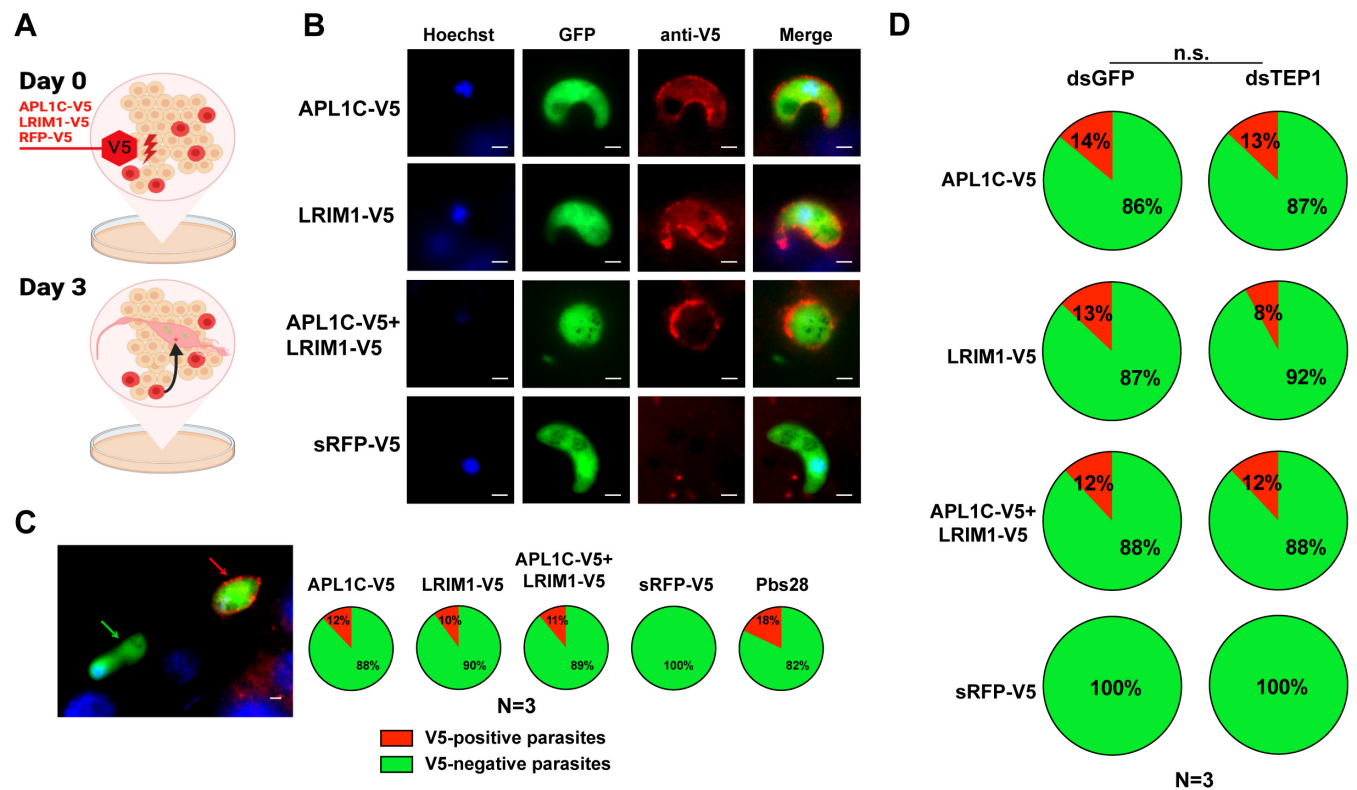 A
Day 0
APL1C-V5
LRIM1-V5
RFP-V5
V5
Day 3
B
Hoechst GFP anti-V5 Merge
APL1C-V5
LRIM1-V5
APL1C-V5+
LRIM1-V5
sRFP-V5
C
APL1C-V5 LRIM1-V5 APL1C-V5+
LRIM1-V5 sRFP-V5 Pbs28
12% 10% 11% 18%
88% 90% 89% 100% 82%
N=3
V5-positive parasites
V5-negative parasites
D
n.s.
dsGFP dsTEP1
APL1C-V5
14% 13%
86% 87%
LRIM1-V5
13% 8%
87% 92%
APL1C-V5+
LRIM1-V5
12% 12%
88% 88%
sRFP-V5
100% 100%
N=3